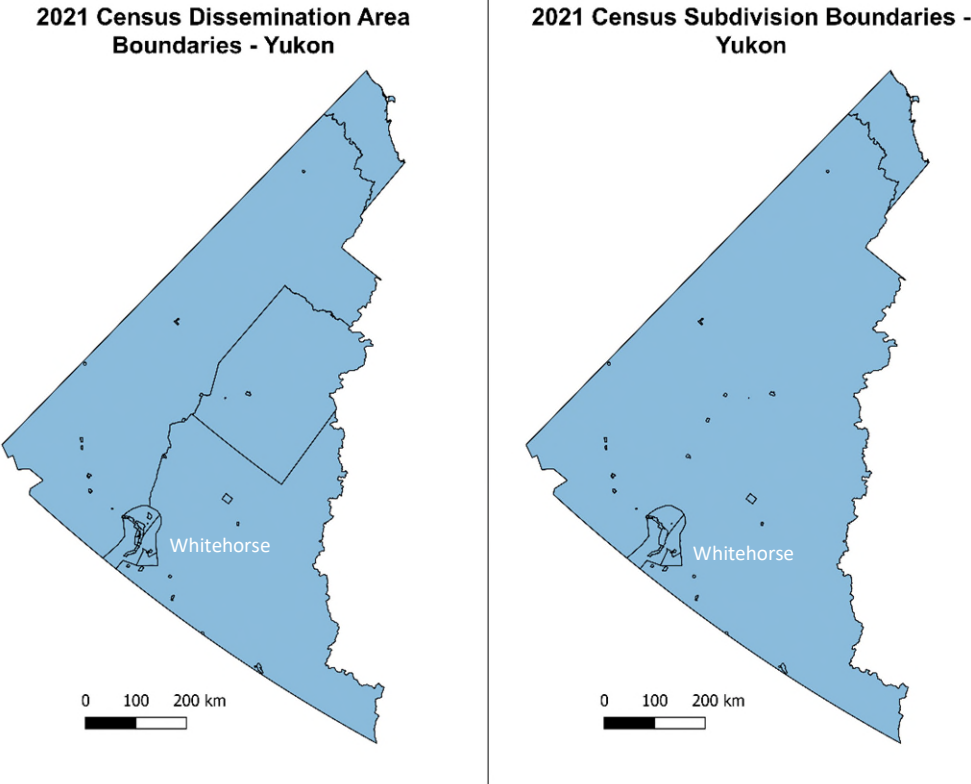 2021 Census Dissemination Area
Boundaries - Yukon
Whitehorse
0 100 200 km
2021 Census Subdivision Boundaries -
Yukon
Whitehorse
0 100 200 km